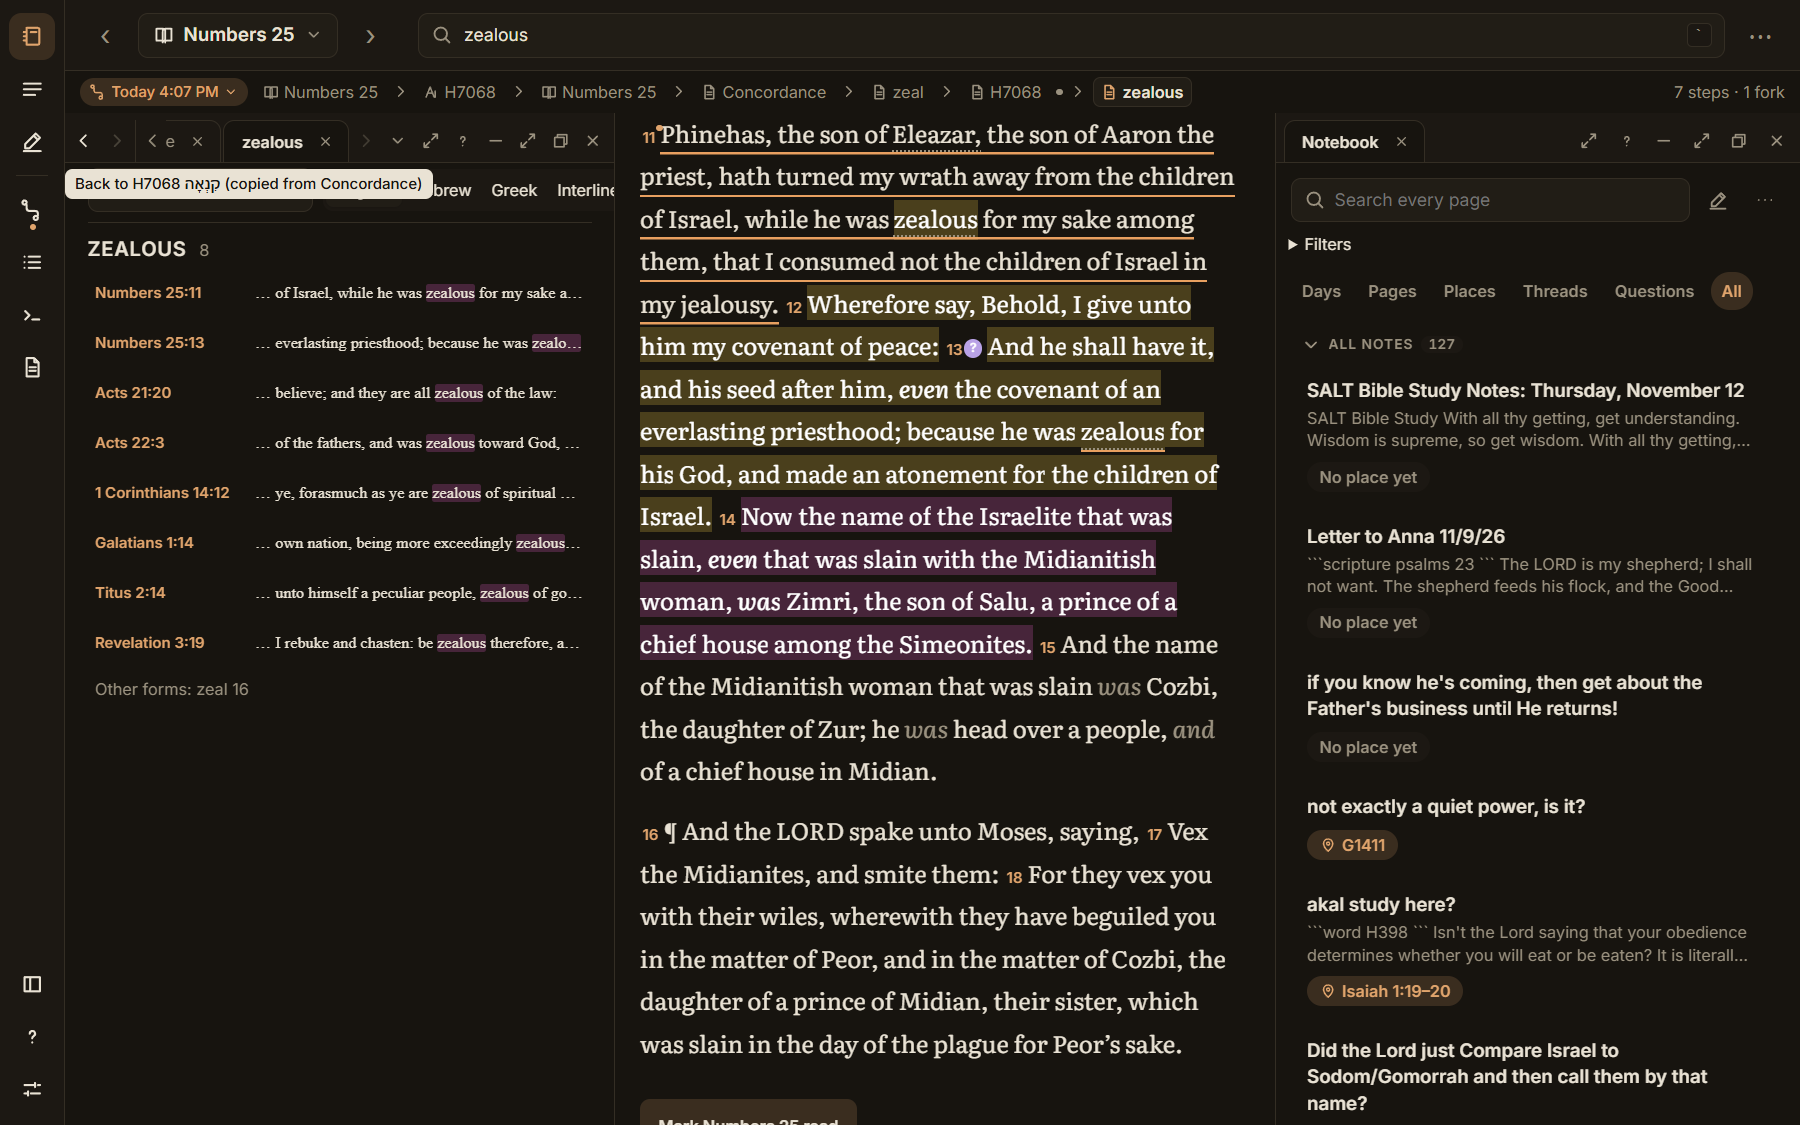 Numbers 25
zealous
`
Today 4:07 PM
Numbers 25
H7068
Numbers 25
Concordance
zeal
H7068
zealous
7 steps · 1 fork
e
zealous
?
Back to H7068 קִנְאָה (copied from Concordance)
brew
Greek
Interline
ZEALOUS 8
Numbers 25:11 … of Israel, while he was zealous for my sake a…
Numbers 25:13 … everlasting priesthood; because he was zealo…
Acts 21:20 … believe; and they are all zealous of the law:
Acts 22:3 … of the fathers, and was zealous toward God, …
1 Corinthians 14:12 … ye, forasmuch as ye are zealous of spiritual …
Galatians 1:14 … own nation, being more exceedingly zealous…
Titus 2:14 … unto himself a peculiar people, zealous of go…
Revelation 3:19 … I rebuke and chasten: be zealous therefore, a…
Other forms: zeal 16
?
11 Phinehas, the son of Eleazar, the son of Aaron the
priest, hath turned my wrath away from the children
of Israel, while he was zealous for my sake among
them, that I consumed not the children of Israel in
my jealousy. 12 Wherefore say, Behold, I give unto
him my covenant of peace: 13 ? And he shall have it,
and his seed after him, even the covenant of an
everlasting priesthood; because he was zealous for
his God, and made an atonement for the children of
Israel. 14 Now the name of the Israelite that was
slain, even that was slain with the Midianitish
woman, was Zimri, the son of Salu, a prince of a
chief house among the Simeonites. 15 And the name
of the Midianitish woman that was slain was Cozbi,
the daughter of Zur; he was head over a people, and
of a chief house in Midian.
16 ¶ And the LORD spake unto Moses, saying, 17 Vex
the Midianites, and smite them: 18 For they vex you
with their wiles, wherewith they have beguiled you
in the matter of Peor, and in the matter of Cozbi, the
daughter of a prince of Midian, their sister, which
was slain in the day of the plague for Peor’s sake.
Mark Numbers 25 read
Notebook
?
Search every page
Filters
Days
Pages
Places
Threads
Questions
All
ALL NOTES 127
SALT Bible Study Notes: Thursday, November 12
SALT Bible Study With all thy getting, get understanding.
Wisdom is supreme, so get wisdom. With all thy getting,...
No place yet
Letter to Anna 11/9/26
```scripture psalms 23 ``` The LORD is my shepherd; I shall
not want. The shepherd feeds his flock, and the Good...
No place yet
if you know he's coming, then get about the
Father's business until He returns!
No place yet
not exactly a quiet power, is it?
G1411
akal study here?
```word H398 ``` Isn't the Lord saying that your obedience
determines whether you will eat or be eaten? It is literall...
Isaiah 1:19–20
Did the Lord just Compare Israel to
Sodom/Gomorrah and then call them by that
name?